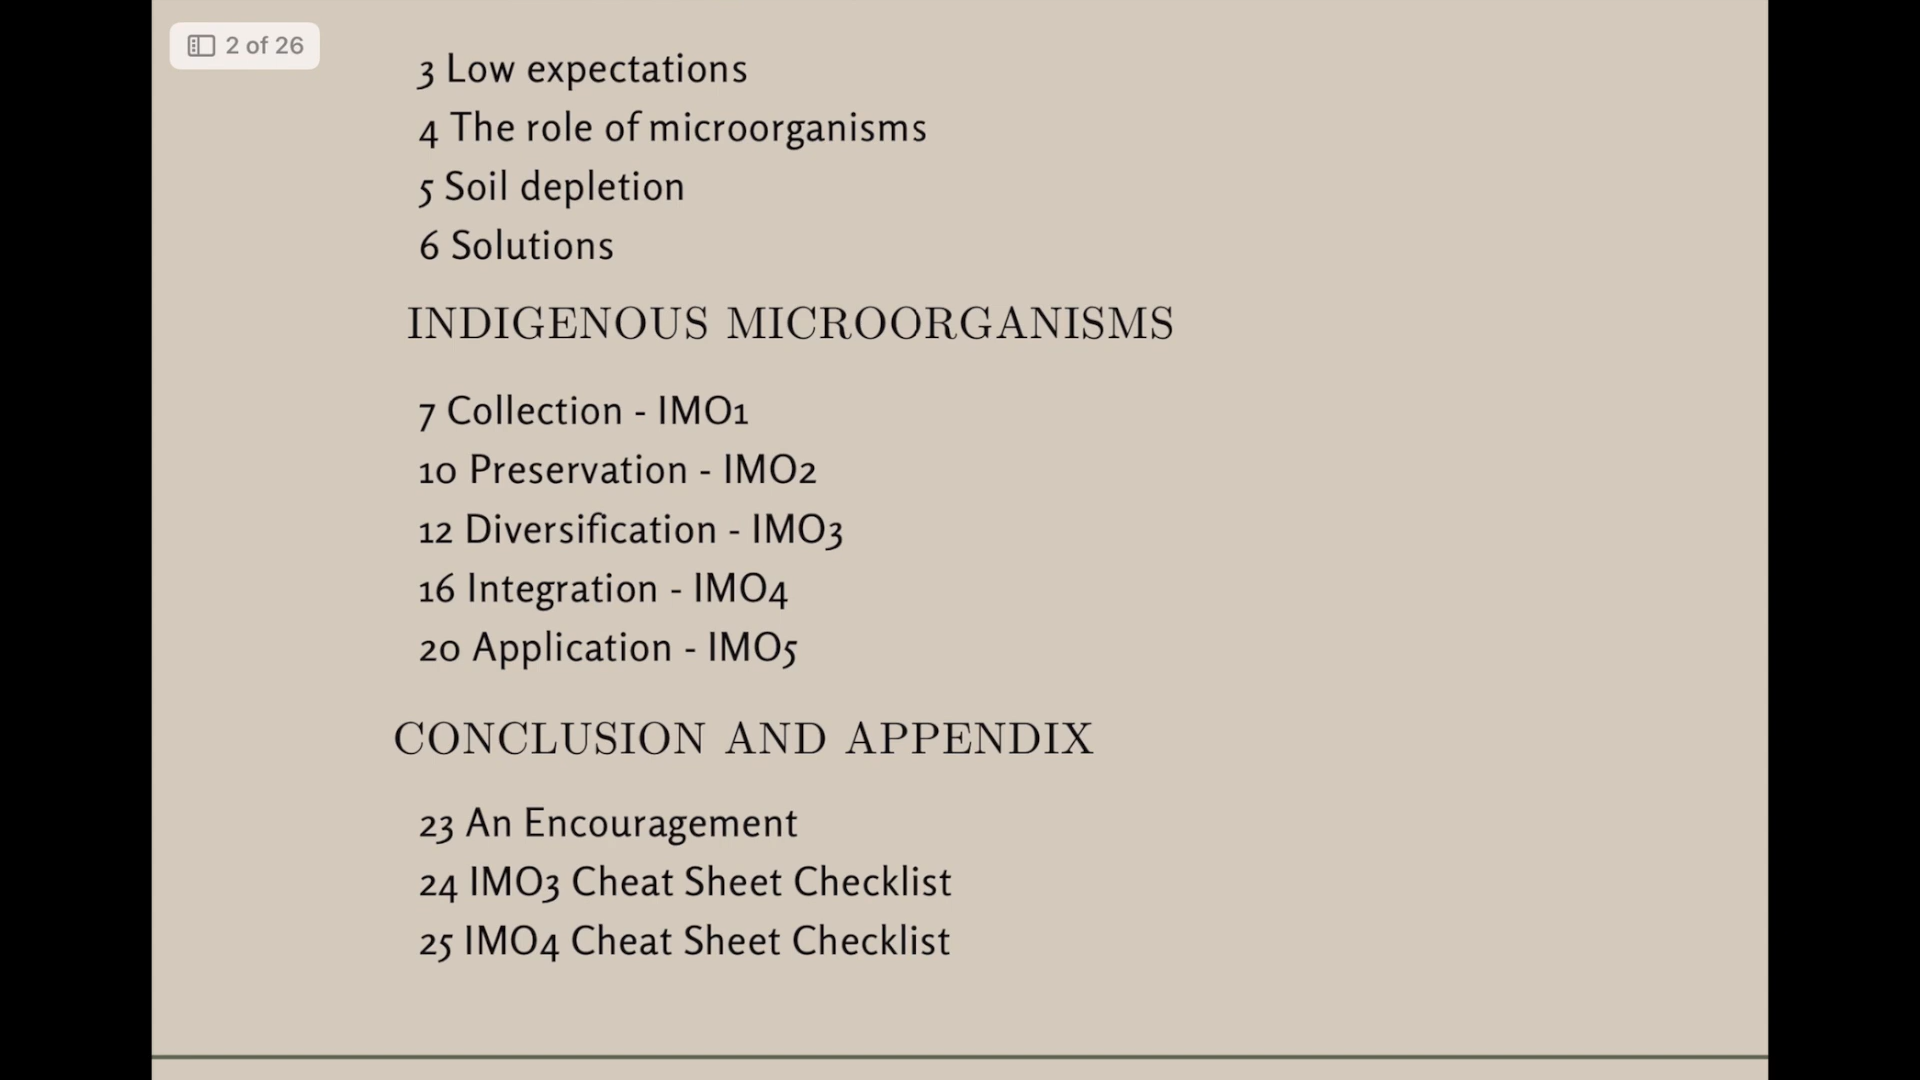 2 of 26
3 Low expectations
4 The role of microorganisms
5 Soil depletion
6 Solutions
INDIGENOUS MICROORGANISMS
7 Collection - IMO1
10 Preservation - IMO2
12 Diversification - IMO3
16 Integration - IMO4
20 Application - IMO5
CONCLUSION AND APPENDIX
23 An Encouragement
24 IMO3 Cheat Sheet Checklist
25 IMO4 Cheat Sheet Checklist